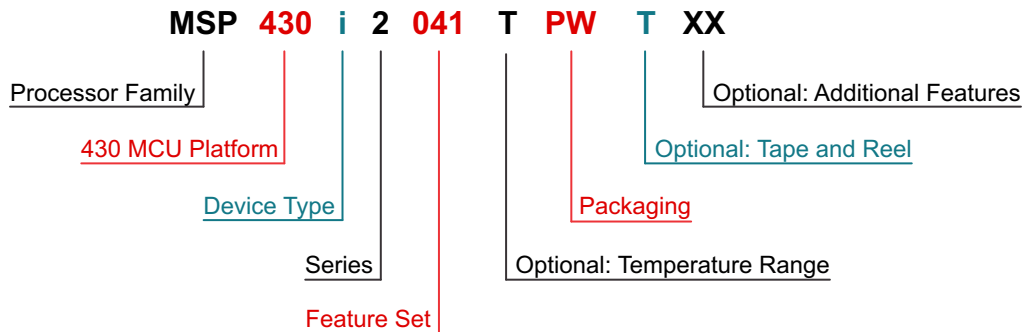 MSP 430 i 2 041 T PW T XX
Processor Family
Optional: Additional Features
430 MCU Platform
Optional: Tape and Reel
Device Type
Packaging
Series
Optional: Temperature Range
Feature Set